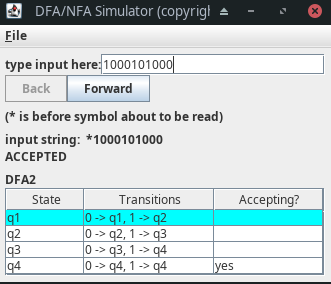 DFA/NFA Simulator (copyrigh
File
type input here: 1000101000
Back Forward
(* is before symbol about to be read)
input string: *1000101000
ACCEPTED
DFA2
State Transitions Accepting?
q1 0 -> q1, 1 -> q2
q2 0 -> q2, 1 -> q3
q3 0 -> q3, 1 -> q4
q4 0 -> q4, 1 -> q4 yes